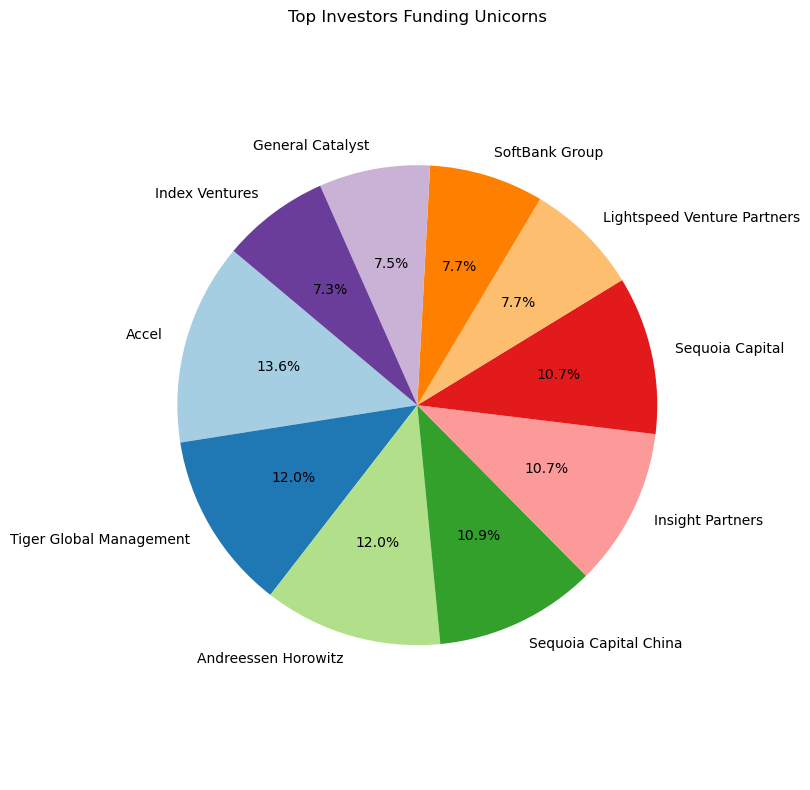 Top Investors Funding Unicorns
General Catalyst
SoftBank Group
Index Ventures
Lightspeed Venture Partners
7.5%
7.7%
7.3%
7.7%
Accel
Sequoia Capital
13.6%
10.7%
12.0%
10.7%
Tiger Global Management
Insight Partners
12.0%
10.9%
Andreessen Horowitz
Sequoia Capital China